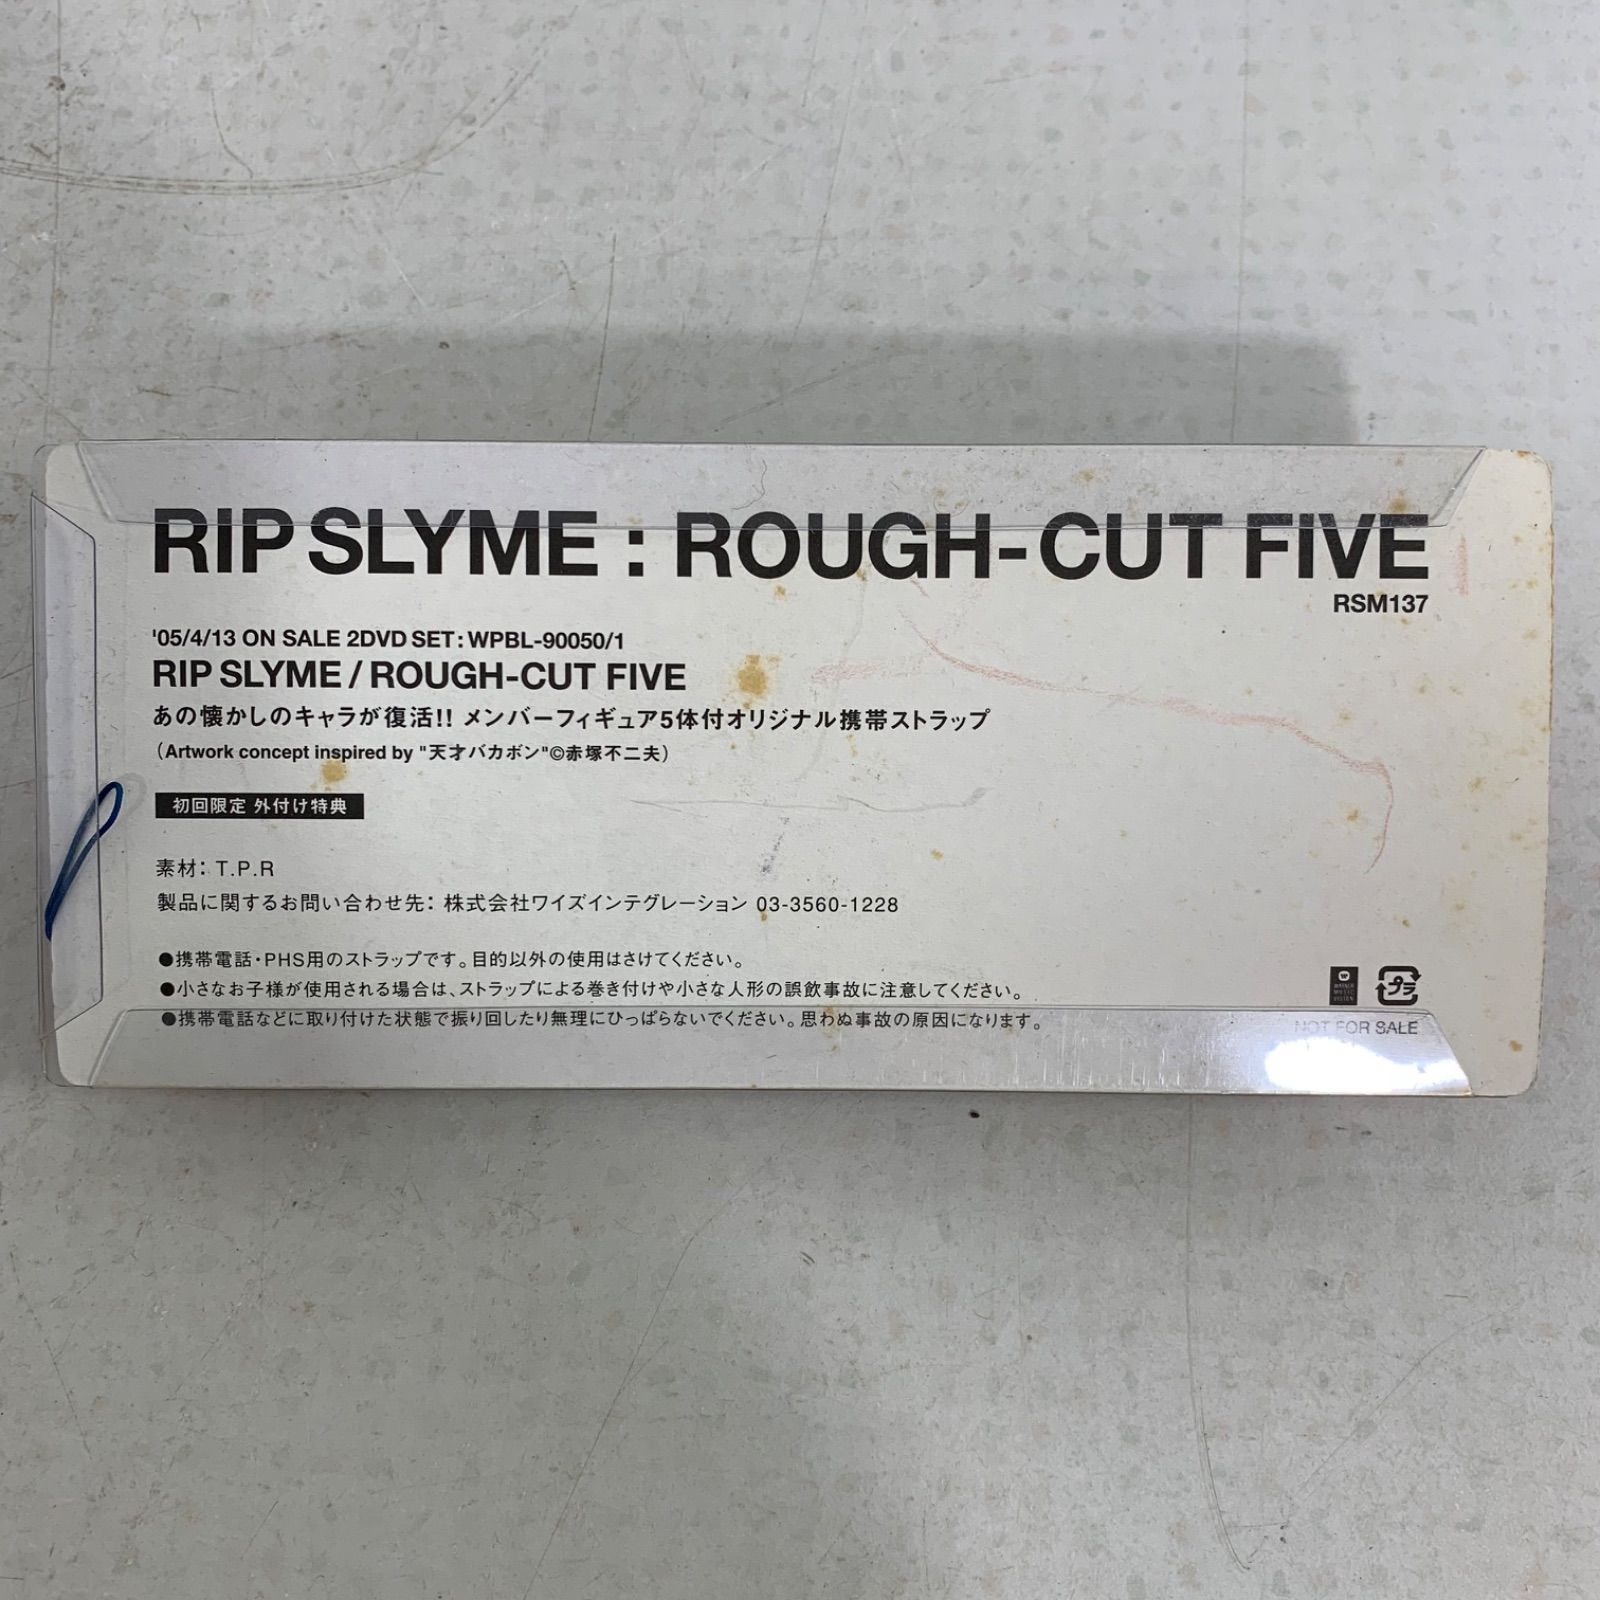 RIP SLYME : ROUGH-CUT FIVE
RSM137
'05/4/13 ON SALE 2DVD SET: WPBL-90050/1
RIP SLYME / ROUGH-CUT FIVE
あの懐かしのキャラが復活!! メンバーフィギュア5体付オリジナル携帯ストラップ
(Artwork concept inspired by "天才バカボン"©赤塚不二夫)
初回限定 外付け特典
素材: T.P.R
製品に関するお問い合わせ先: 株式会社ワイズインテグレーション 03-3560-1228
●携帯電話・PHS用のストラップです。目的以外の使用はさけてください。
●小さなお子様が使用される場合は、ストラップによる巻き付けや小さな人形の誤飲事故に注意してください。
●携帯電話などに取り付けた状態で振り回したり無理にひっぱらないでください。思わぬ事故の原因になります。
WARNER
MUSIC
SYSTEM
プラ
NOT FOR SALE